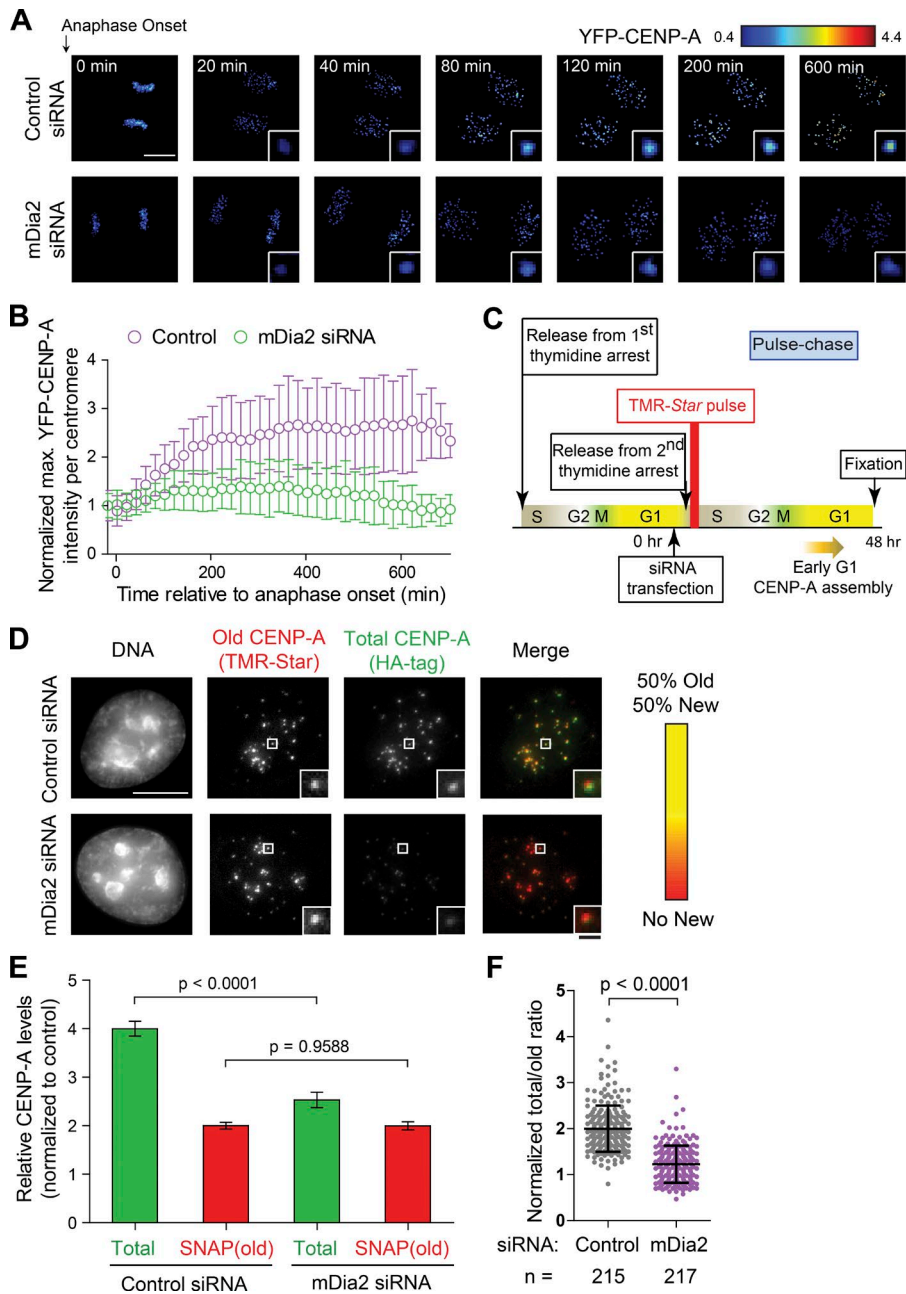 A
Anaphase Onset
YFP-CENP-A
0.4
4.4
Control
siRNA
0 min
20 min
40 min
80 min
120 min
200 min
600 min
mDia2
siRNA
B
Control
mDia2 siRNA
Normalized max. YFP-CENP-A
intensity per centromere
4
3
2
1
0
0
200
400
600
Time relative to anaphase onset (min)
C
Release from 1st
thymidine arrest
Pulse-chase
TMR-Star pulse
Release from 2nd
thymidine arrest
Fixation
S
G2
M
G1
S
G2
M
G1
0 hr
48 hr
siRNA
transfection
Early G1
CENP-A assembly
D
DNA
Old CENP-A
(TMR-Star)
Total CENP-A
(HA-tag)
Merge
Control siRNA
mDia2 siRNA
50% Old
50% New
No New
E
Relative CENP-A levels
(normalized to control)
5
4
3
2
1
0
p < 0.0001
p = 0.9588
Total
SNAP(old)
Total
SNAP(old)
Control siRNA
mDia2 siRNA
F
p < 0.0001
Normalized total/old ratio
5
4
3
2
1
0
siRNA:
Control
mDia2
n =
215
217